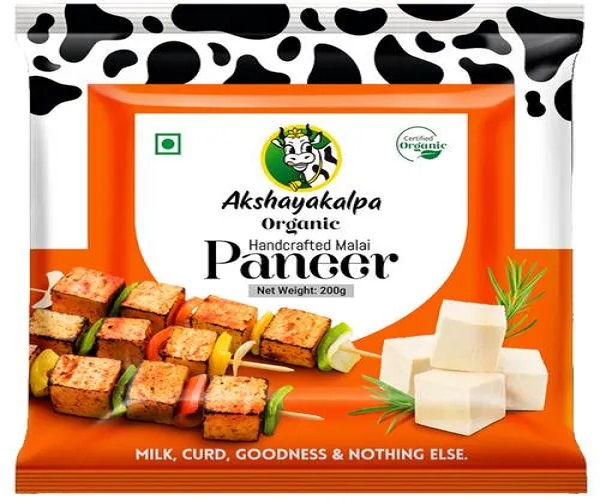 Certified
Organic
Akshayakalpa
Organic
Handcrafted Malai
Paneer
Net Weight: 200g
MILK, CURD, GOODNESS & NOTHING ELSE.